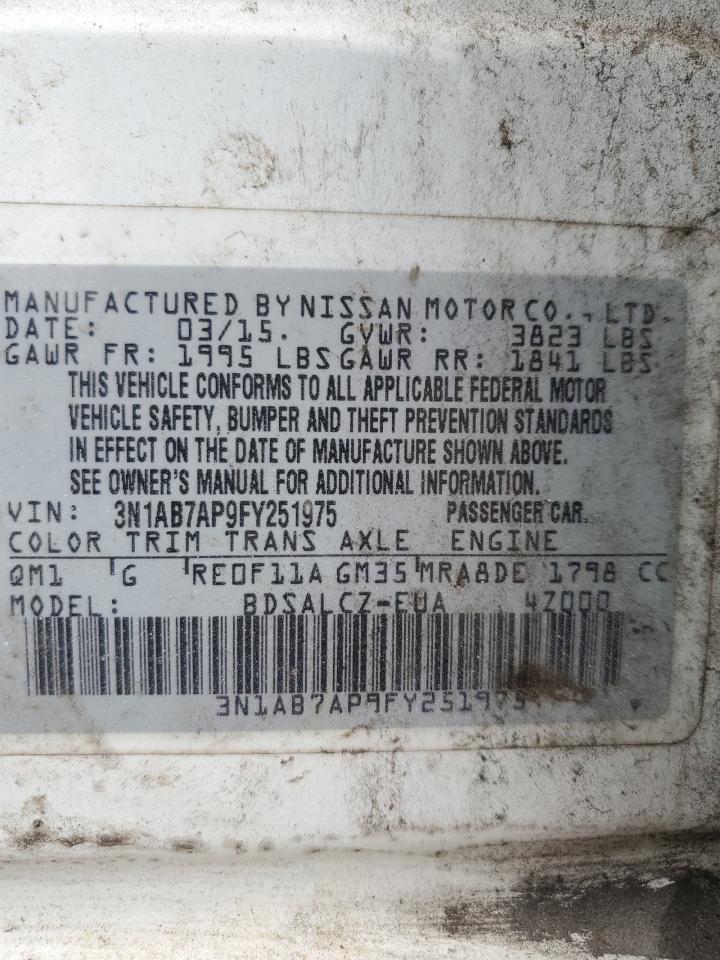 MANUFACTURED BY NISSAN MOTOR CO., LTD.
DATE: 03/15. GVWR: 3823 LBS
GAWR FR: 1995 LBS GAWR RR: 1841 LBS
THIS VEHICLE CONFORMS TO ALL APPLICABLE FEDERAL MOTOR
VEHICLE SAFETY, BUMPER AND THEFT PREVENTION STANDARDS
IN EFFECT ON THE DATE OF MANUFACTURE SHOWN ABOVE.
SEE OWNER'S MANUAL FOR ADDITIONAL INFORMATION.
VIN: 3N1AB7AP9FY251975 PASSENGER CAR.
COLOR TRIM TRANS AXLE ENGINE
QM1 G RE0F11A GM35 MRA8DE 1798 CC
MODEL: BDSALCZ-EUA 4Z000
3N1AB7AP9FY251975